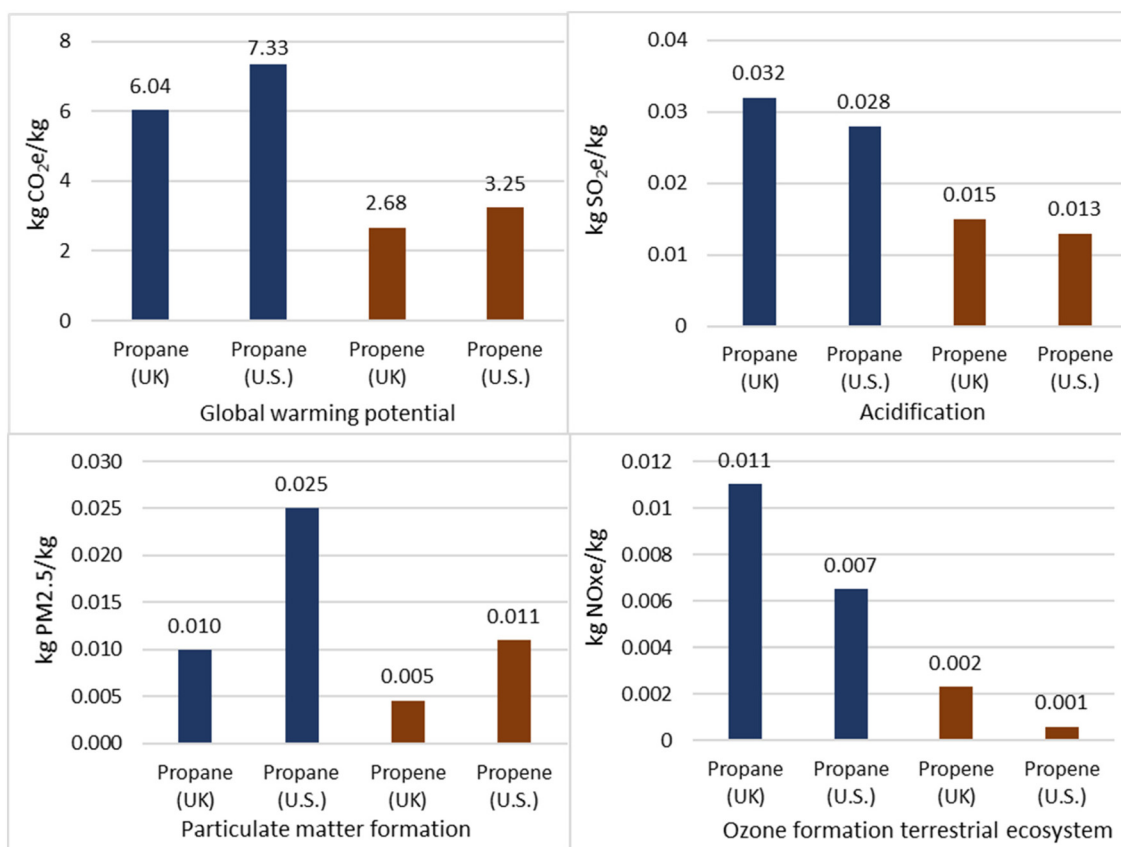 8
6
4
2
0
kg CO₂e/kg
6.04
7.33
2.68
3.25
Propane (UK)
Propane (U.S.)
Propene (UK)
Propene (U.S.)
Global warming potential
0.04
0.03
0.02
0.01
0
kg SO₂e/kg
0.032
0.028
0.015
0.013
Propane (UK)
Propane (U.S.)
Propene (UK)
Propene (U.S.)
Acidification
0.030
0.025
0.020
0.015
0.010
0.005
0.000
kg PM2.5/kg
0.010
0.025
0.005
0.011
Propane (UK)
Propane (U.S.)
Propene (UK)
Propene (U.S.)
Particulate matter formation
0.012
0.01
0.008
0.006
0.004
0.002
0
kg NOxe/kg
0.011
0.007
0.002
0.001
Propane (UK)
Propane (U.S.)
Propene (UK)
Propene (U.S.)
Ozone formation terrestrial ecosystem